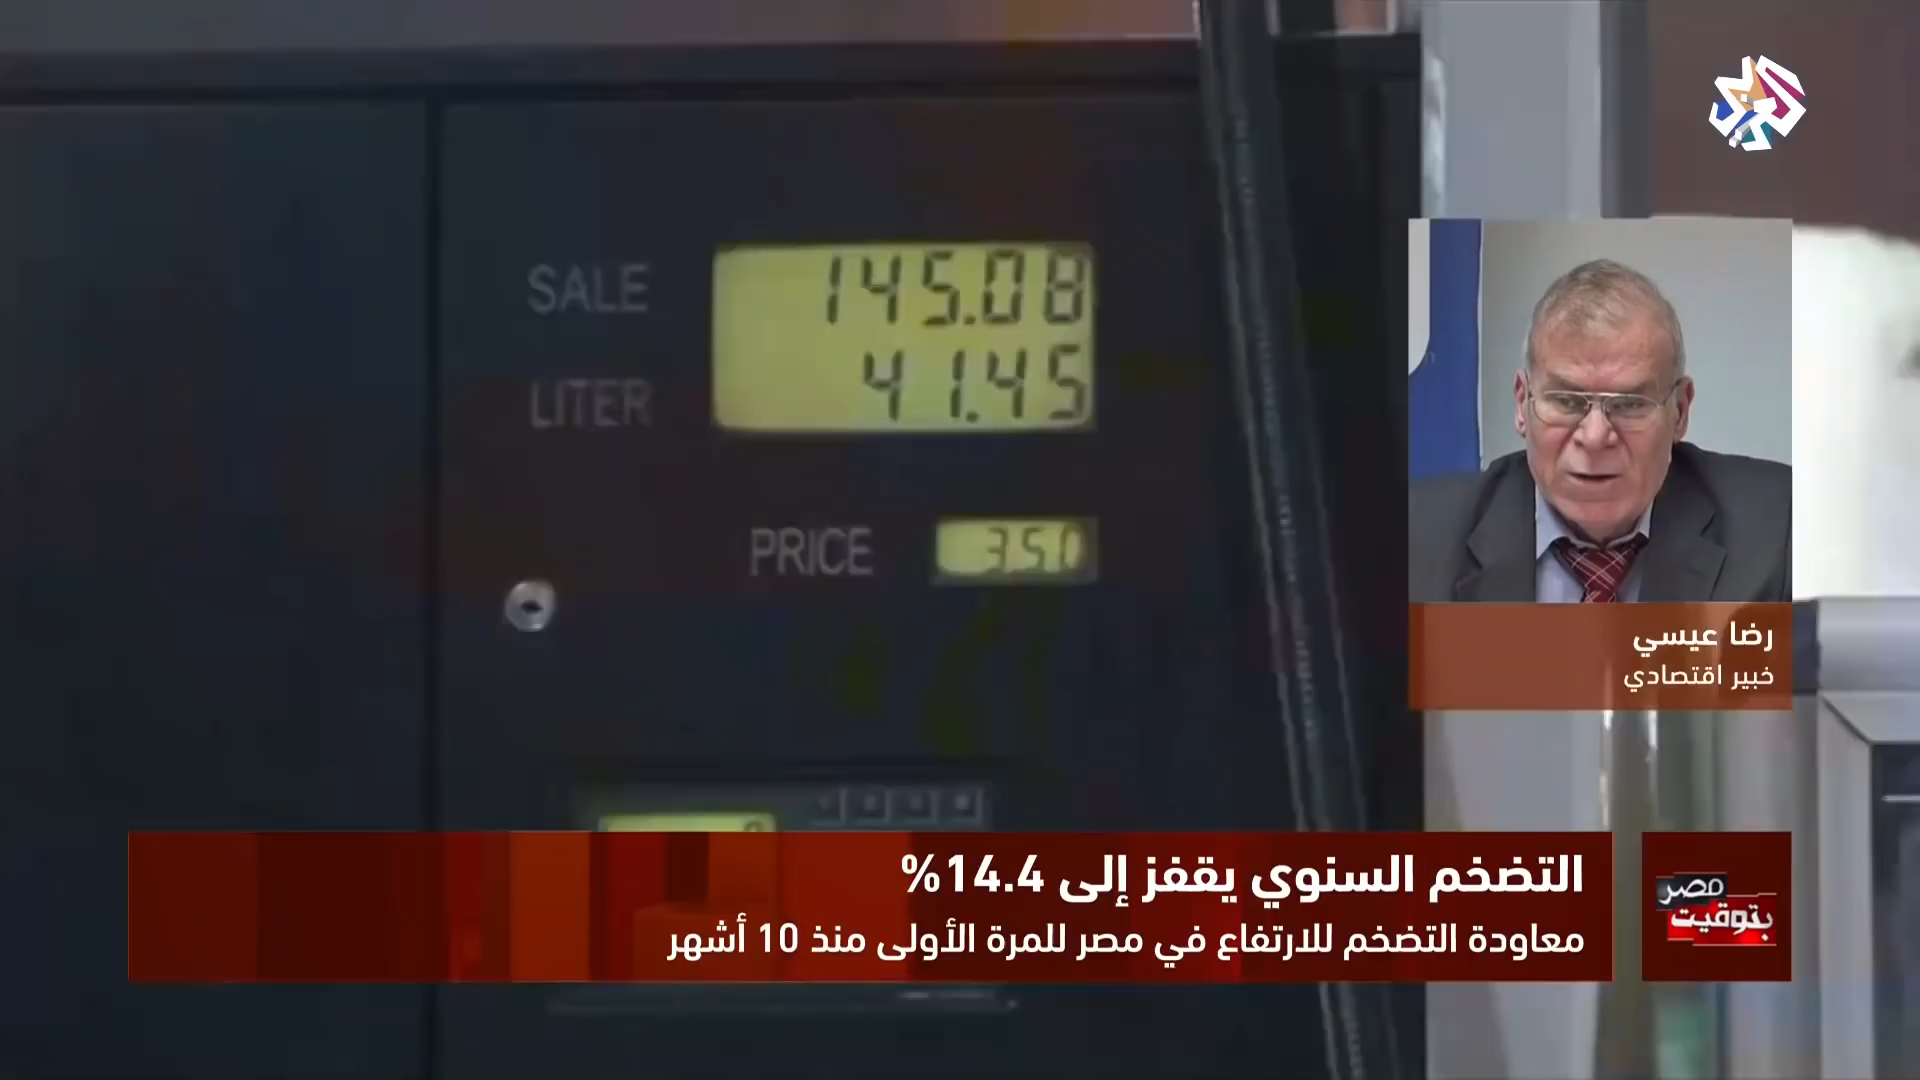 SALE 145.08
LITER 41.45
PRICE 3.50
رضا عيسي
خبير اقتصادي
التضخم السنوي يقفز إلى 14.4%
معاودة التضخم للارتفاع في مصر للمرة الأولى منذ 10 أشهر
مصر
بتوقيت